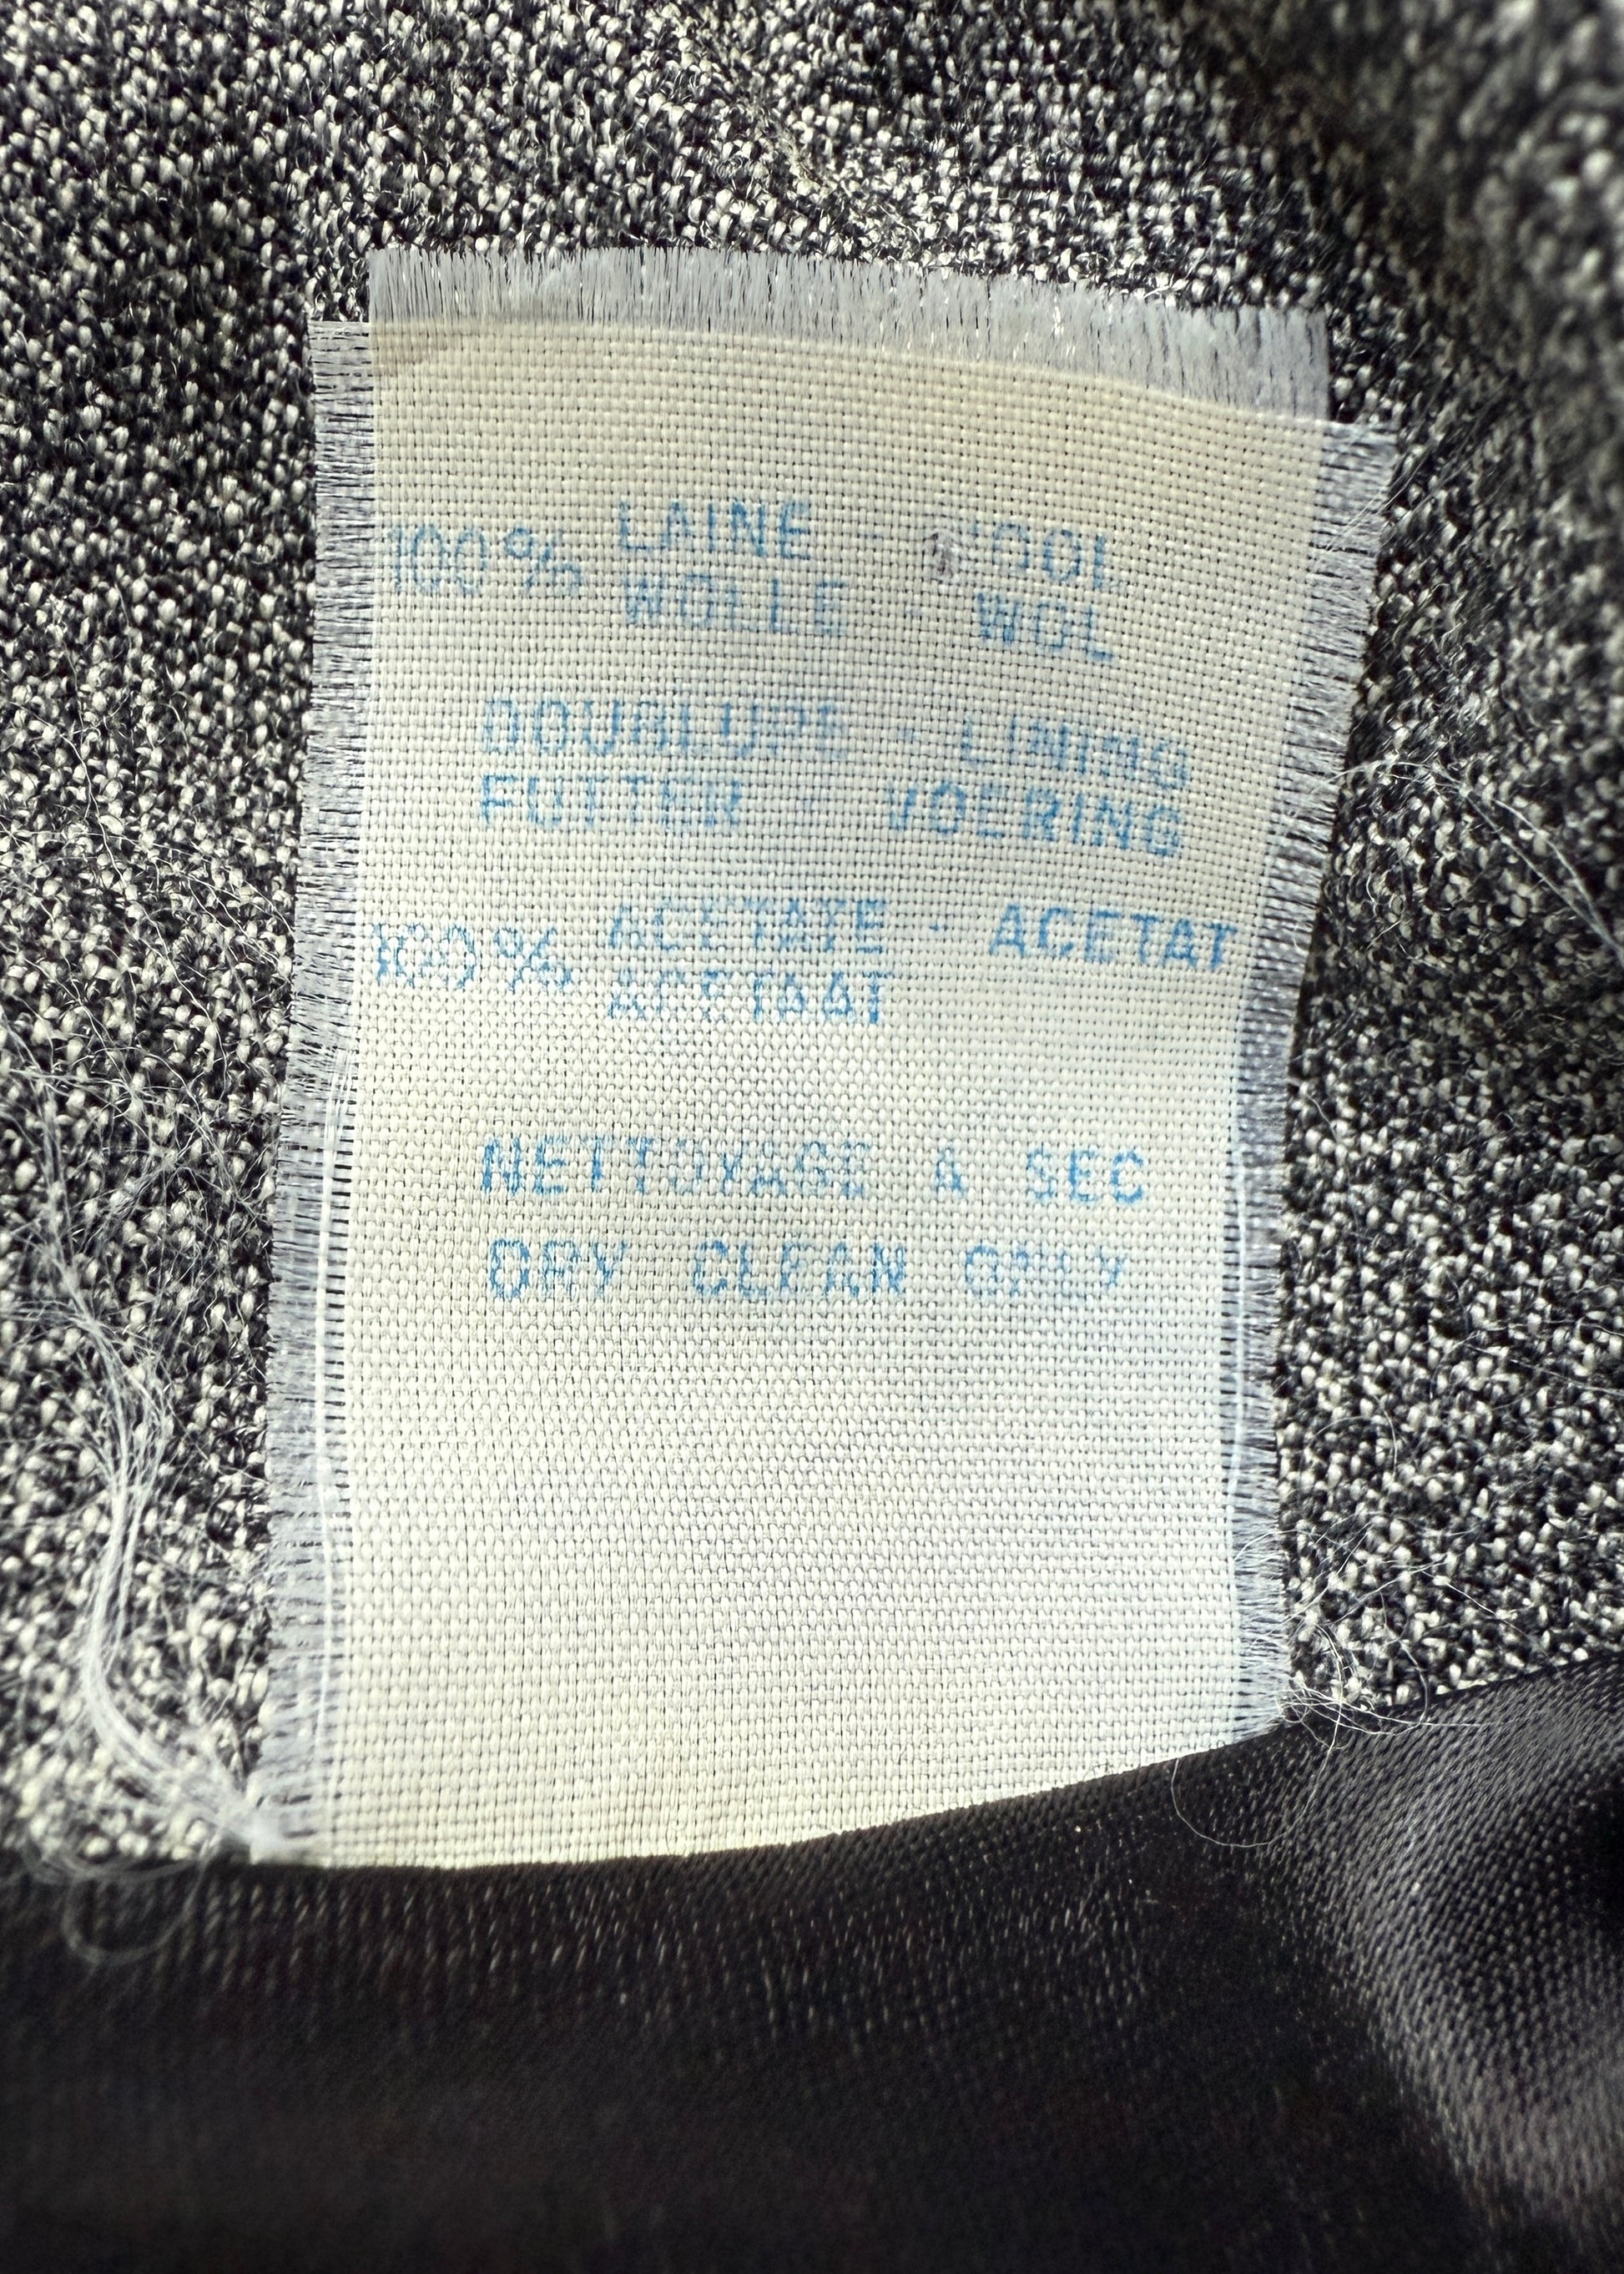 100% LAINE - WOOL
WOLLE - WOL
DOUBLURE - LINING
FUTTER - VOERING
100% ACETATE - ACETAT
ACETAAT
NETTOYAGE A SEC
DRY CLEAN ONLY